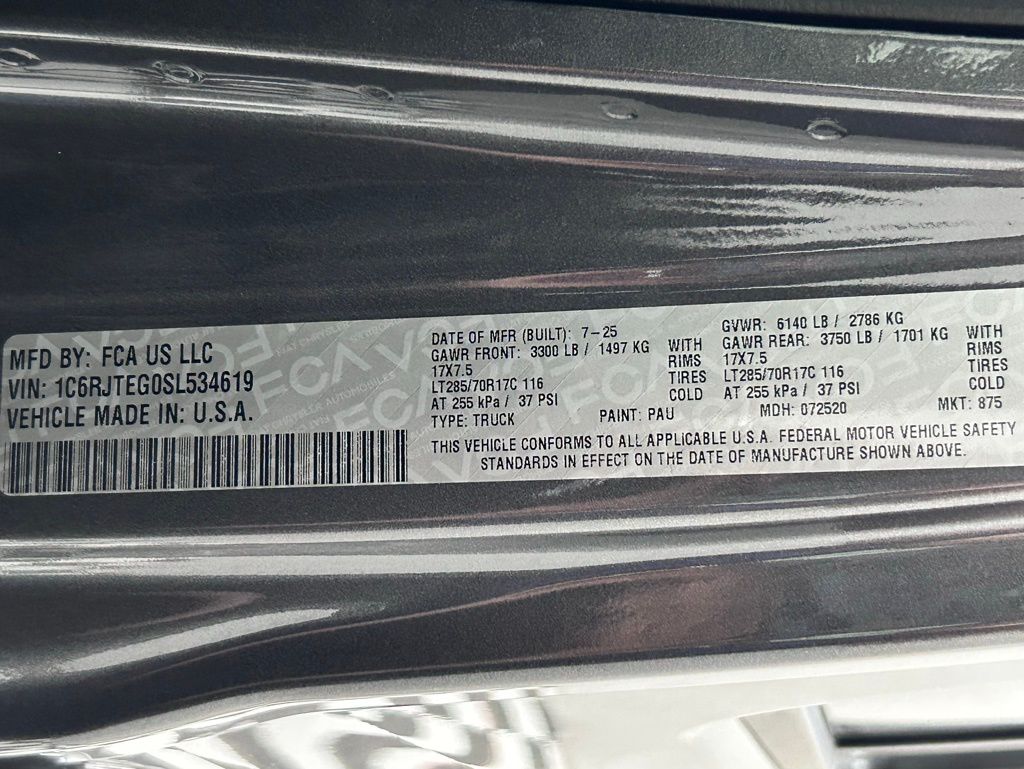 MFD BY: FCA US LLC
VIN: 1C6RJTEG0SL534619
VEHICLE MADE IN: U.S.A.
DATE OF MFR (BUILT): 7-25
GAWR FRONT: 3300 LB / 1497 KG WITH
17X7.5 RIMS
LT285/70R17C 116 TIRES
AT 255 kPa / 37 PSI COLD
TYPE: TRUCK PAINT: PAU
GVWR: 6140 LB / 2786 KG
GAWR REAR: 3750 LB / 1701 KG WITH
17X7.5 RIMS
LT285/70R17C 116 TIRES
AT 255 kPa / 37 PSI COLD
MDH: 072520 MKT: 875
THIS VEHICLE CONFORMS TO ALL APPLICABLE U.S.A. FEDERAL MOTOR VEHICLE SAFETY
STANDARDS IN EFFECT ON THE DATE OF MANUFACTURE SHOWN ABOVE.